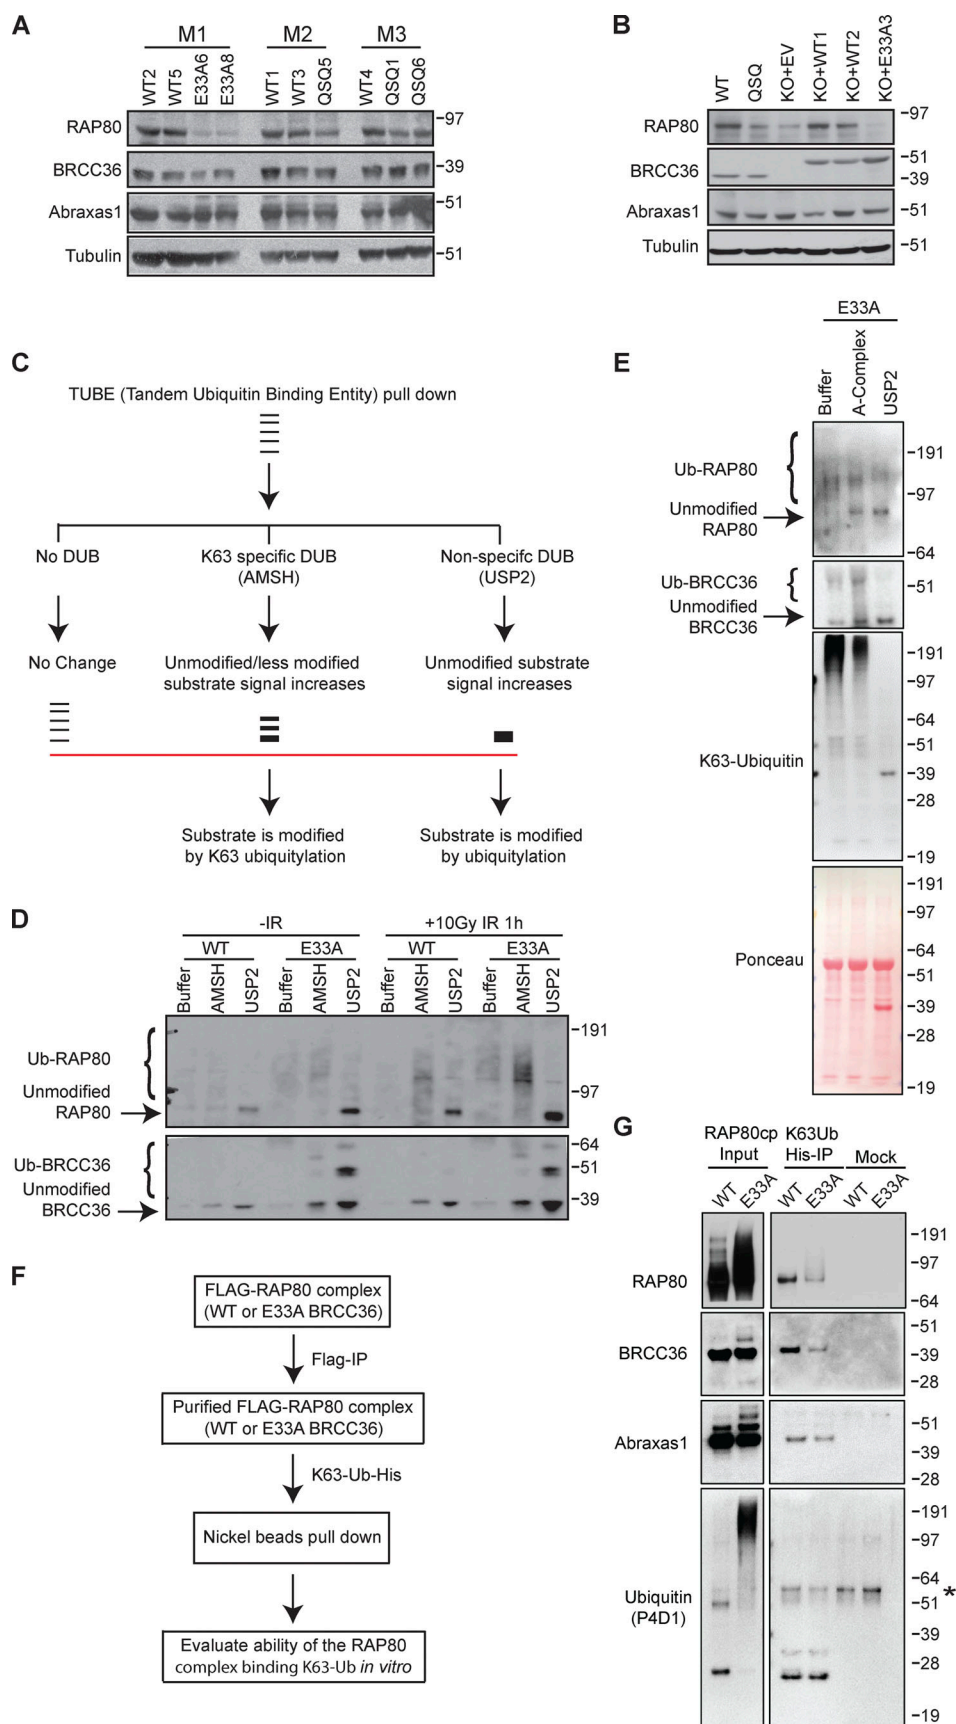 A
M1 M2 M3
WT2 WT5 E33A6 E33A8 WT1 WT3 QSQ5 WT4 QSQ1 QSQ6
RAP80 -97
BRCC36 -39
Abraxas1 -51
Tubulin -51
B
WT QSQ KO+EV KO+WT1 KO+WT2 KO+E33A3
RAP80 -97
BRCC36 -51
-39
Abraxas1 -51
Tubulin -51
C
TUBE (Tandem Ubiquitin Binding Entity) pull down
No DUB K63 specific DUB Non-specifc DUB
(AMSH) (USP2)
No Change Unmodified/less modified Unmodified substrate
substrate signal increases signal increases
Substrate is modified Substrate is modified
by K63 ubiquitylation by ubiquitylation
D
-IR +10Gy IR 1h
WT E33A WT E33A
Buffer AMSH USP2 Buffer AMSH USP2 Buffer AMSH USP2 Buffer AMSH USP2
-191
Ub-RAP80
Unmodified -97
RAP80
-64
Ub-BRCC36 -51
Unmodified -39
BRCC36
E
E33A
Buffer A-Complex USP2
-191
Ub-RAP80
-97
Unmodified
RAP80
-64
Ub-BRCC36 -51
Unmodified
BRCC36
-191
-97
-64
-51
K63-Ubiquitin
-39
-28
-19
-191
-97
-64
Ponceau
-51
-39
-28
-19
F
FLAG-RAP80 complex
(WT or E33A BRCC36)
Flag-IP
Purified FLAG-RAP80 complex
(WT or E33A BRCC36)
K63-Ub-His
Nickel beads pull down
Evaluate ability of the RAP80
complex binding K63-Ub in vitro
G
RAP80cp K63Ub
Input His-IP Mock
WT E33A WT E33A WT E33A
-191
-97
RAP80
-64
-51
BRCC36 -39
-28
-51
Abraxas1
-39
-28
-191
-97
-64
*
Ubiquitin -51
(P4D1)
-39
-28
-19